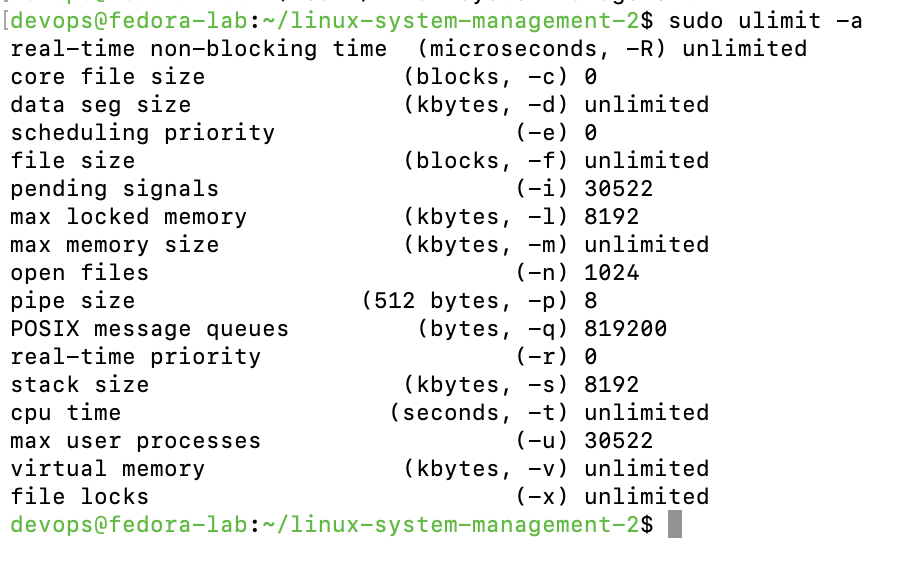 [devops@fedora-lab:~/linux-system-management-2$ sudo ulimit -a
real-time non-blocking time  (microseconds, -R) unlimited
core file size              (blocks, -c) 0
data seg size               (kbytes, -d) unlimited
scheduling priority                 (-e) 0
file size                   (blocks, -f) unlimited
pending signals                     (-i) 30522
max locked memory           (kbytes, -l) 8192
max memory size             (kbytes, -m) unlimited
open files                          (-n) 1024
pipe size                (512 bytes, -p) 8
POSIX message queues         (bytes, -q) 819200
real-time priority                  (-r) 0
stack size                  (kbytes, -s) 8192
cpu time                   (seconds, -t) unlimited
max user processes                  (-u) 30522
virtual memory              (kbytes, -v) unlimited
file locks                          (-x) unlimited
devops@fedora-lab:~/linux-system-management-2$